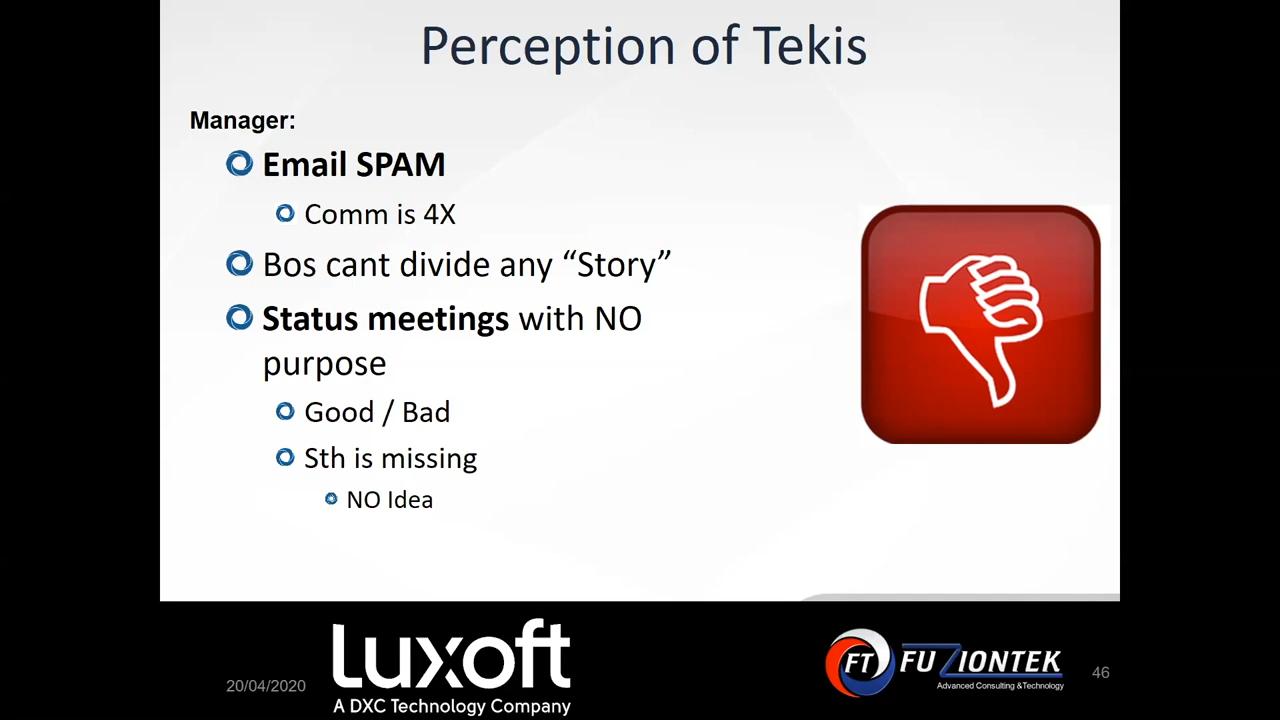 Perception of Tekis
Manager:
Email SPAM
Comm is 4X
Bos cant divide any “Story”
Status meetings with NO
purpose
Good / Bad
Sth is missing
NO Idea
20/04/2020
Luxoft
A DXC Technology Company
FT FUZIONTEK
Advanced Consulting &Technology
46